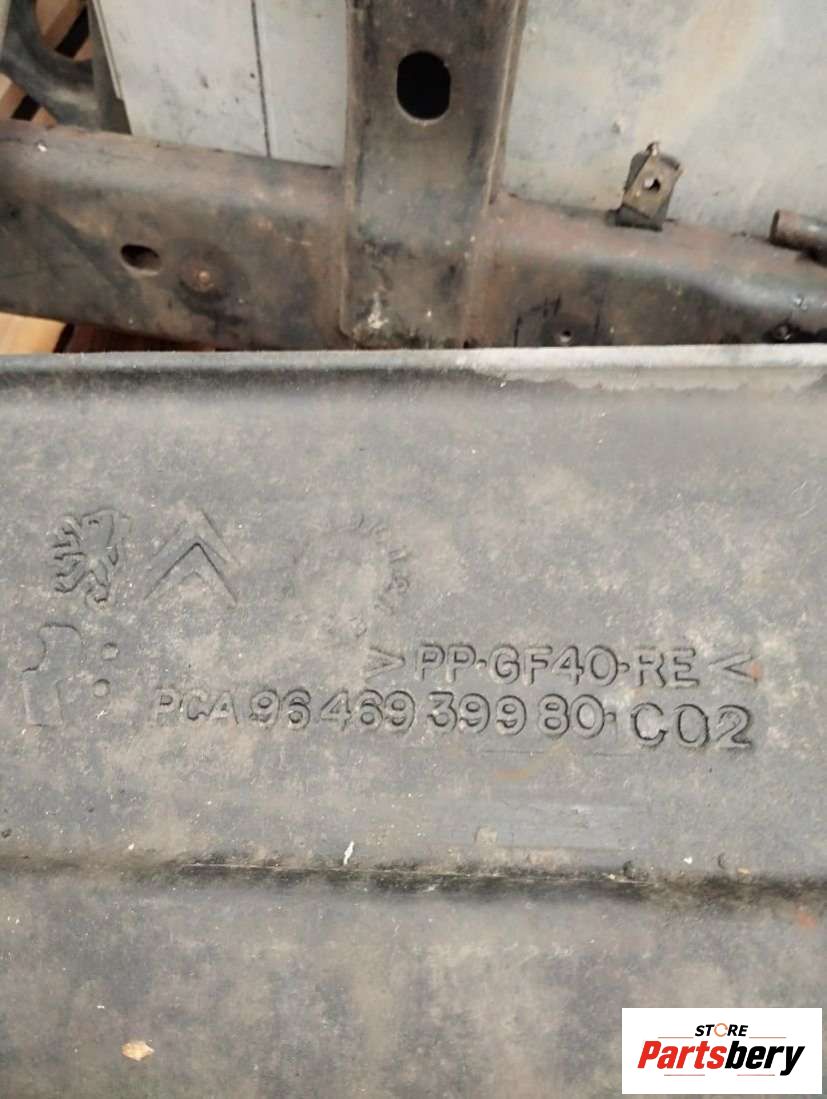 > PP-GF40-RE <
PCA 96 469 399 80- C02
STORE
Partsbery